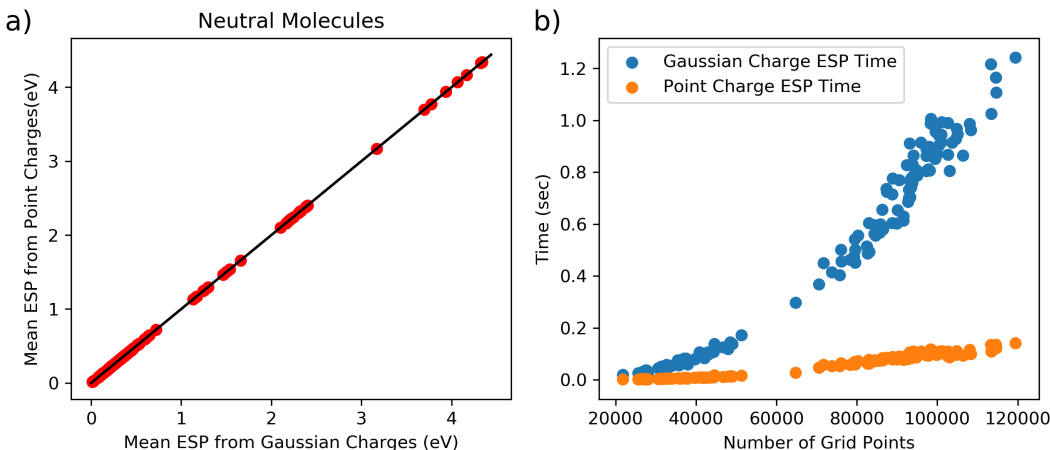 a)
Neutral Molecules
Mean ESP from Point Charges(eV)
4
3
2
1
0
0 1 2 3 4
Mean ESP from Gaussian Charges (eV)
b)
Gaussian Charge ESP Time
Point Charge ESP Time
Time (sec)
1.2
1.0
0.8
0.6
0.4
0.2
0.0
20000 40000 60000 80000 100000 120000
Number of Grid Points